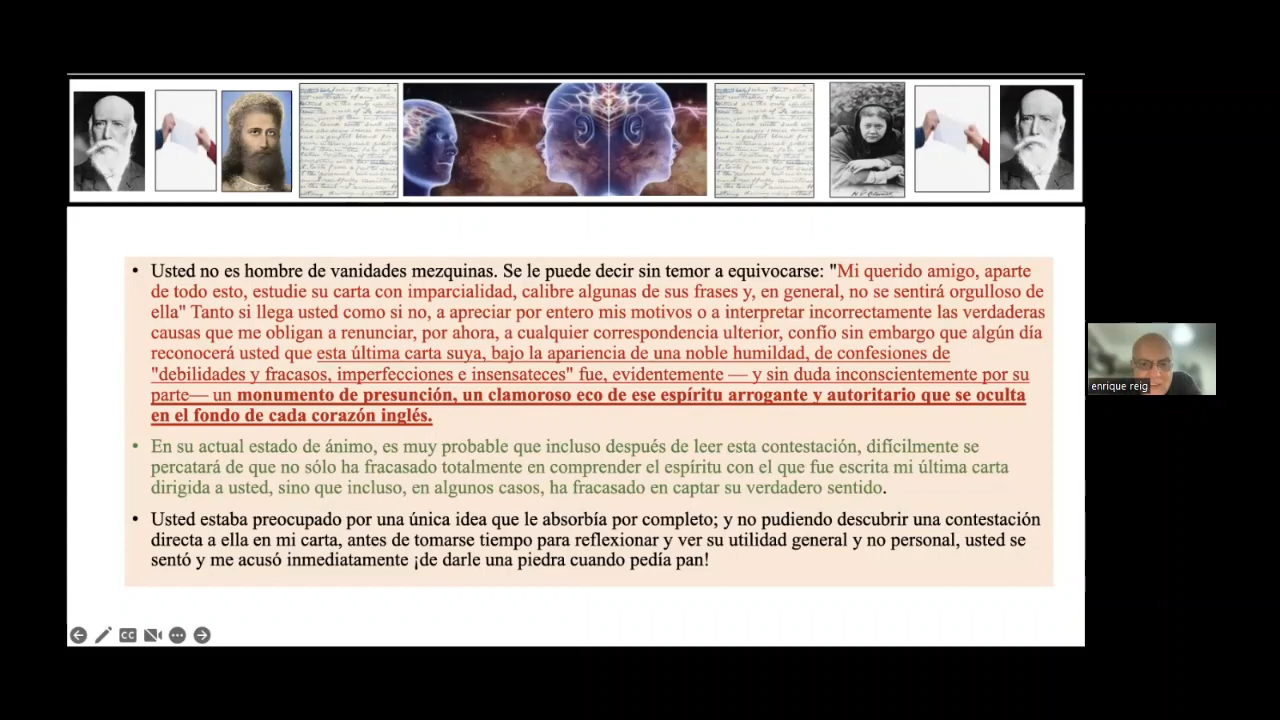 • Usted no es hombre de vanidades mezquinas. Se le puede decir sin temor a equivocarse: "Mi querido amigo, aparte
de todo esto, estudie su carta con imparcialidad, calibre algunas de sus frases y, en general, no se sentirá orgulloso de
ella" Tanto si llega usted como si no, a apreciar por entero mis motivos o a interpretar incorrectamente las verdaderas
causas que me obligan a renunciar, por ahora, a cualquier correspondencia ulterior, confío sin embargo que algún día
reconocerá usted que esta última carta suya, bajo la apariencia de una noble humildad, de confesiones de
"debilidades y fracasos, imperfecciones e insensateces" fue, evidentemente — y sin duda inconscientemente por su
parte— un monumento de presunción, un clamoroso eco de ese espíritu arrogante y autoritario que se oculta
en el fondo de cada corazón inglés.
• En su actual estado de ánimo, es muy probable que incluso después de leer esta contestación, difícilmente se
percatará de que no sólo ha fracasado totalmente en comprender el espíritu con el que fue escrita mi última carta
dirigida a usted, sino que incluso, en algunos casos, ha fracasado en captar su verdadero sentido.
• Usted estaba preocupado por una única idea que le absorbía por completo; y no pudiendo descubrir una contestación
directa a ella en mi carta, antes de tomarse tiempo para reflexionar y ver su utilidad general y no personal, usted se
sentó y me acusó inmediatamente ¡de darle una piedra cuando pedía pan!
CC
enrique reig